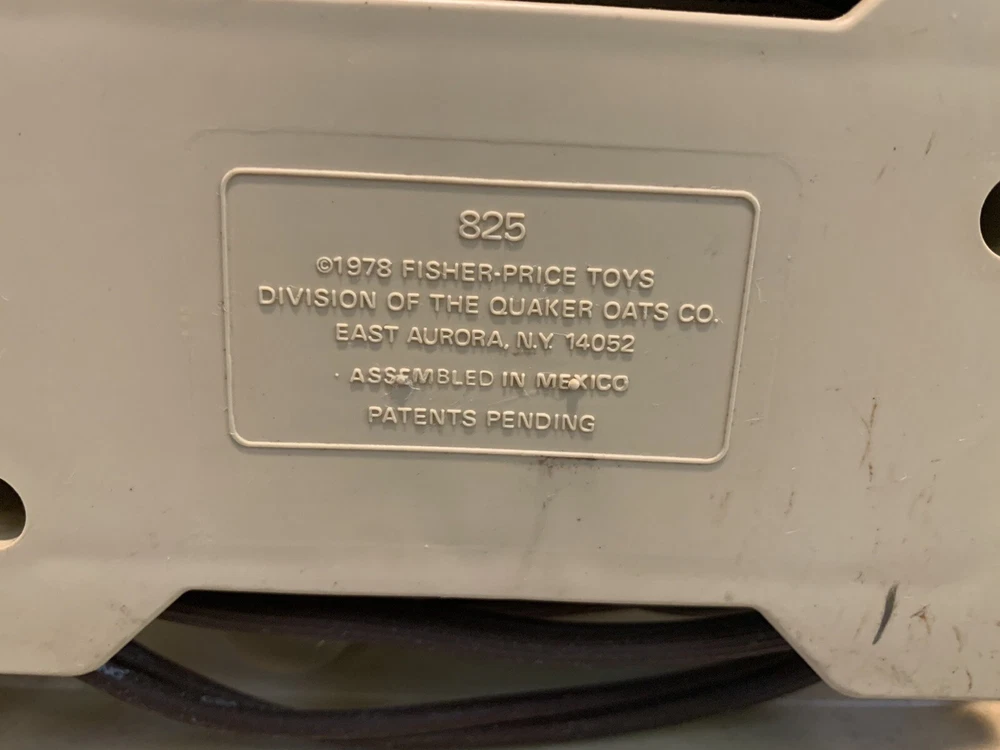 825
©1978 FISHER-PRICE TOYS
DIVISION OF THE QUAKER OATS CO.
EAST AURORA, N.Y. 14052
ASSEMBLED IN MEXICO
PATENTS PENDING